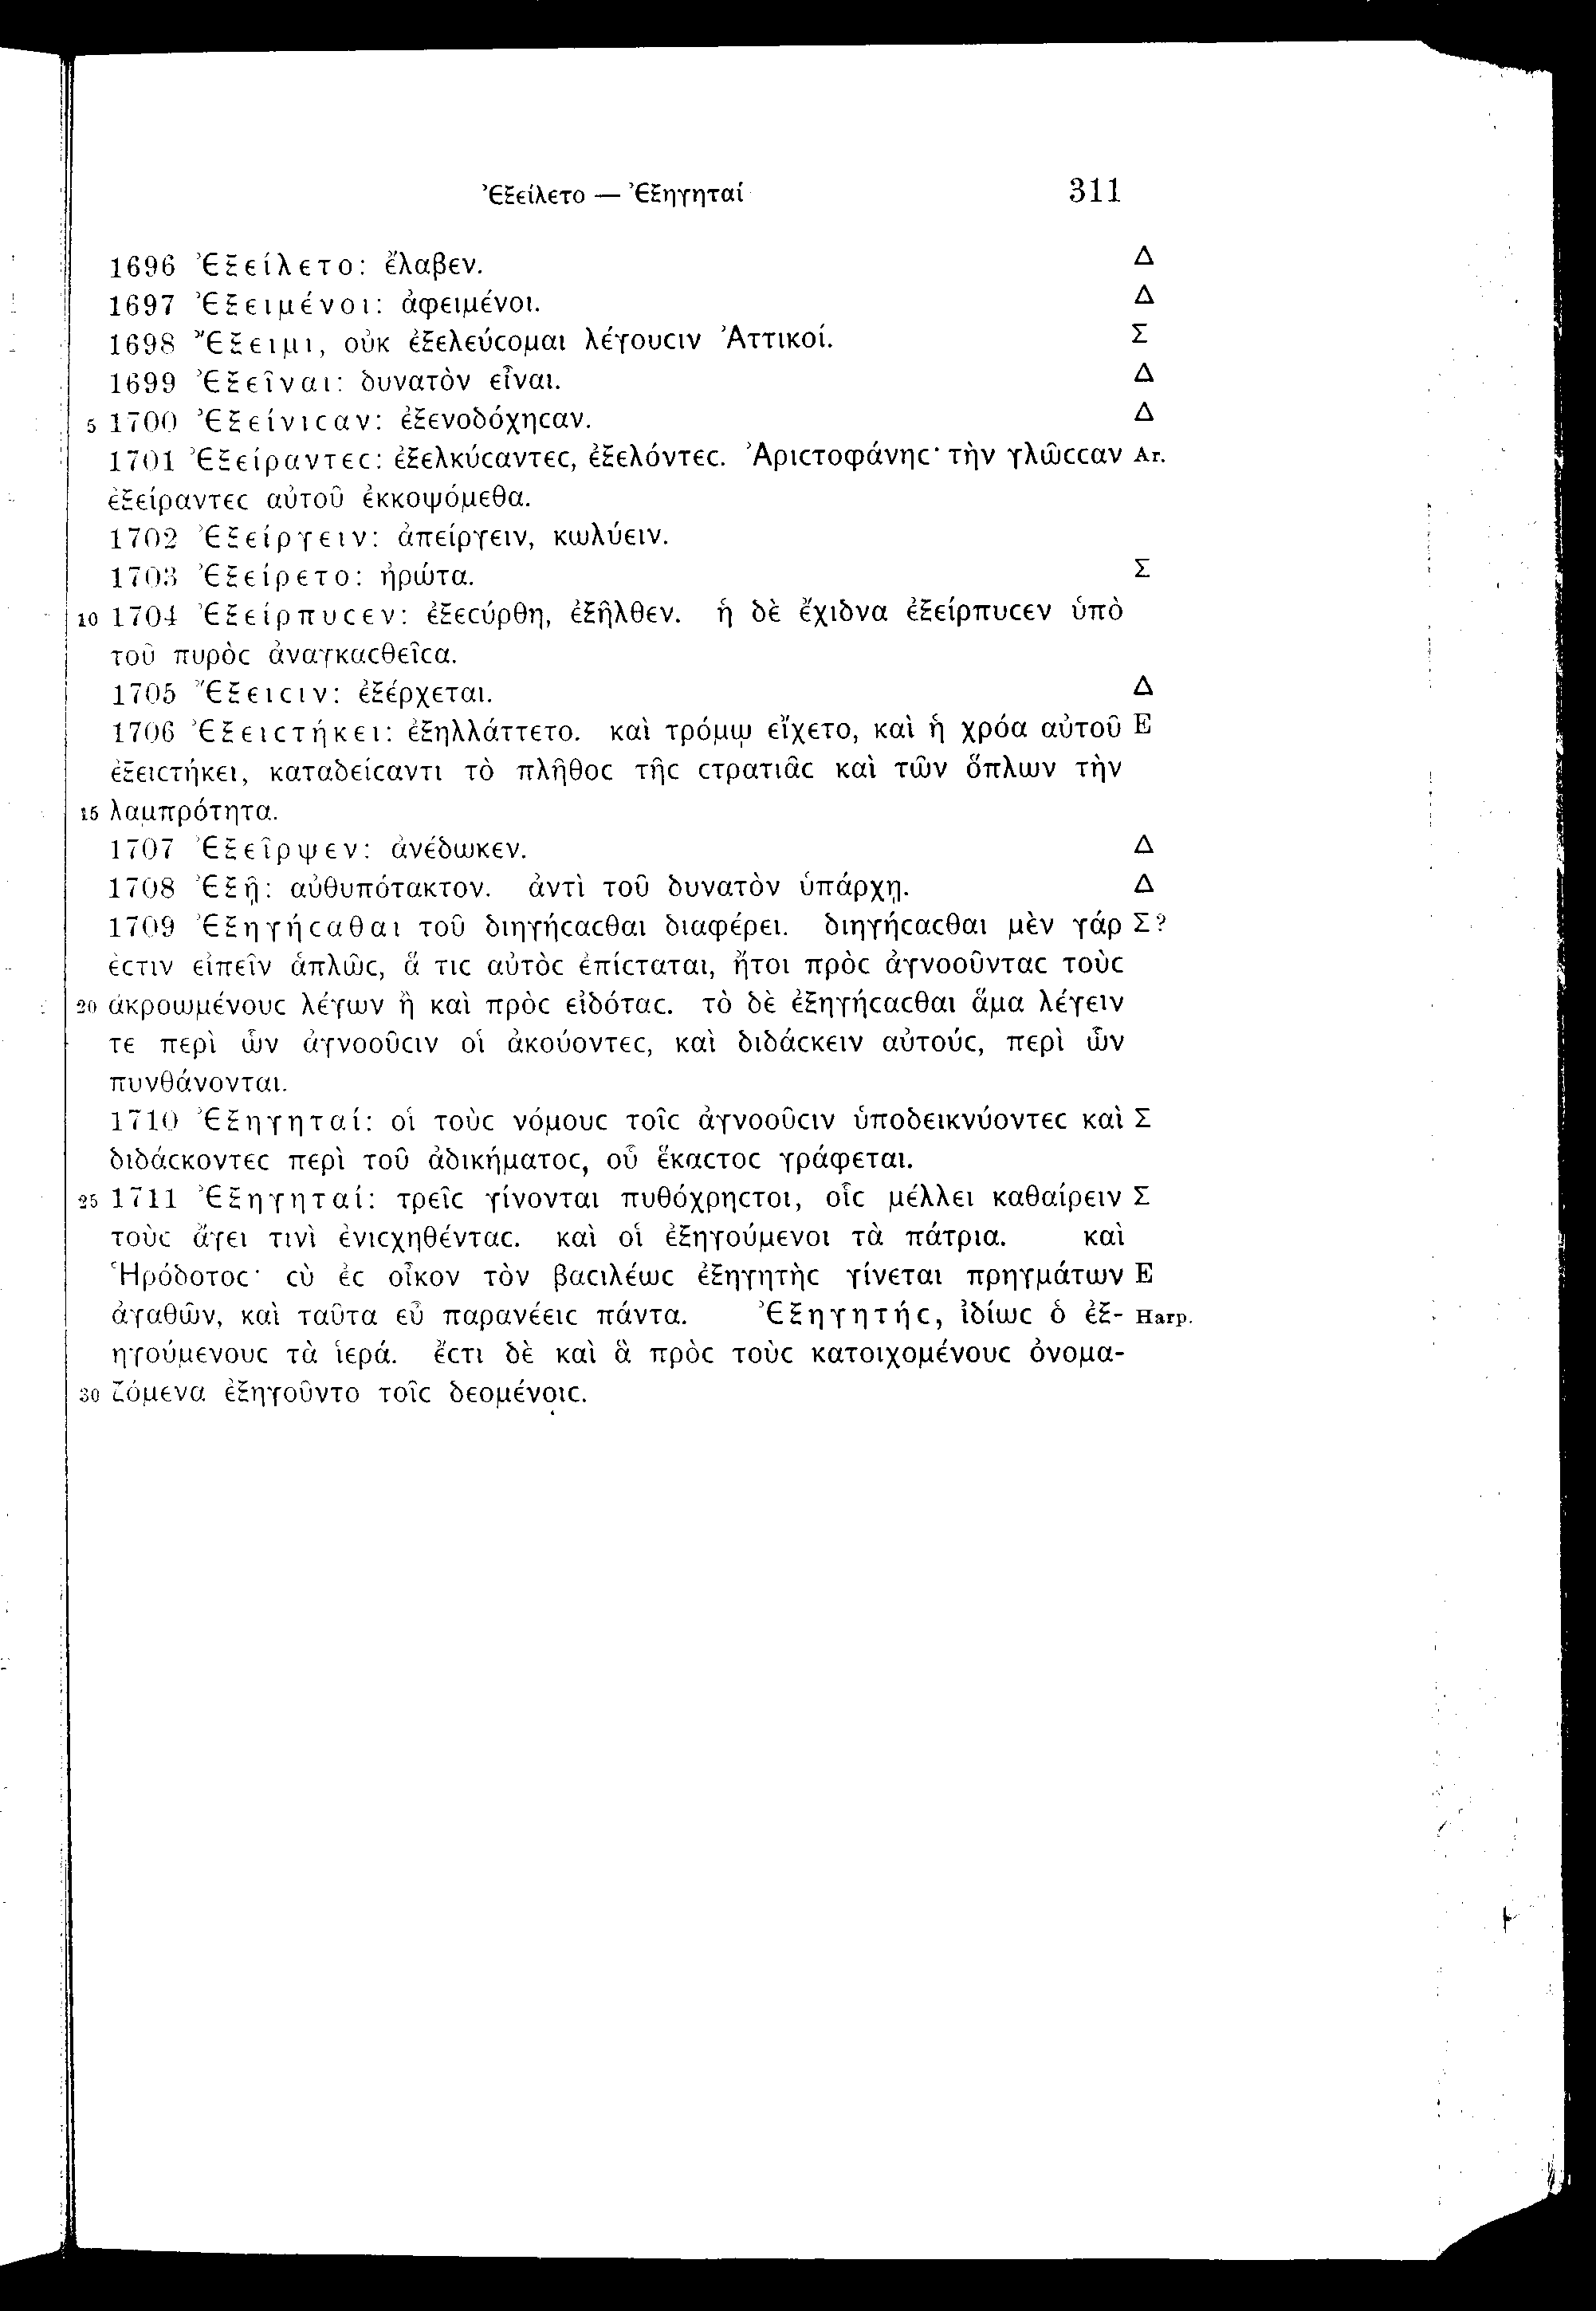 Ἐξείλετο — Ἐξηγηταί 311
1696 Ἐξείλετο: ἔλαβεν. Δ
1697 Ἐξειμένοι: ἀφειμένοι. Δ
1698 Ἔξειμι, οὐκ ἐξελεύϲομαι λέγουϲιν Ἀττικοί. Σ
1699 Ἐξεῖναι: δυνατὸν εἶναι. Δ
5 1700 Ἐξείνιϲαν: ἐξενοδόχηϲαν. Δ
1701 Ἐξείραντεϲ: ἐξελκύϲαντεϲ, ἐξελόντεϲ. Ἀριϲτοφάνηϲ· τὴν γλῶϲϲαν Ar.
ἐξείραντεϲ αὐτοῦ ἐκκοψόμεθα.
1702 Ἐξείργειν: ἀπείργειν, κωλύειν.
1703 Ἐξείρετο: ἠρώτα. Σ
10 1704 Ἐξείρπυϲεν: ἐξεϲύρθη, ἐξῆλθεν. ἡ δὲ ἔχιδνα ἐξείρπυϲεν ὑπὸ
τοῦ πυρὸϲ ἀναγκαϲθεῖϲα.
1705 Ἔξειϲιν: ἐξέρχεται. Δ
1706 Ἐξειϲτήκει: ἐξηλλάττετο. καὶ τρόμῳ εἴχετο, καὶ ἡ χρόα αὐτοῦ E
ἐξειϲτήκει, καταδείϲαντι τὸ πλῆθοϲ τῆϲ ϲτρατιᾶϲ καὶ τῶν ὅπλων τὴν
15 λαμπρότητα.
1707 Ἐξεῖρψεν: ἀνέδωκεν. Δ
1708 Ἐξῇ: αὐθυπότακτον. ἀντὶ τοῦ δυνατὸν ὑπάρχῃ. Δ
1709 Ἐξηγήϲαθαι τοῦ διηγήϲαϲθαι διαφέρει. διηγήϲαϲθαι μὲν γάρ Σ?
ἐϲτιν εἰπεῖν ἁπλῶϲ, ἅ τιϲ αὐτὸϲ ἐπίϲταται, ἤτοι πρὸϲ ἀγνοοῦνταϲ τοὺϲ
20 ἀκροωμένουϲ λέγων ἢ καὶ πρὸϲ εἰδόταϲ. τὸ δὲ ἐξηγήϲαϲθαι ἅμα λέγειν
τε περὶ ὧν ἀγνοοῦϲιν οἱ ἀκούοντεϲ, καὶ διδάϲκειν αὐτούϲ, περὶ ὧν
πυνθάνονται.
1710 Ἐξηγηταί: οἱ τοὺϲ νόμουϲ τοῖϲ ἀγνοοῦϲιν ὑποδεικνύοντεϲ καὶ Σ
διδάϲκοντεϲ περὶ τοῦ ἀδικήματοϲ, οὗ ἕκαϲτοϲ γράφεται.
25 1711 Ἐξηγηταί: τρεῖϲ γίνονται πυθόχρηϲτοι, οἷϲ μέλλει καθαίρειν Σ
τοὺϲ ἄγει τινὶ ἐνιϲχηθένταϲ. καὶ οἱ ἐξηγούμενοι τὰ πάτρια. καὶ
Ἡρόδοτοϲ· ϲὺ ἐϲ οἶκον τὸν βαϲιλέωϲ ἐξηγητὴϲ γίνεται πρηγμάτων E
ἀγαθῶν, καὶ ταῦτα εὖ παρανέειϲ πάντα. Ἐξηγητήϲ, ἰδίωϲ ὁ ἐξ- Harp.
ηγούμενουϲ τὰ ἱερά. ἔϲτι δὲ καὶ ἃ πρὸϲ τοὺϲ κατοιχομένουϲ ὀνομα-
30 ζόμενα ἐξηγοῦντο τοῖϲ δεομένοιϲ.